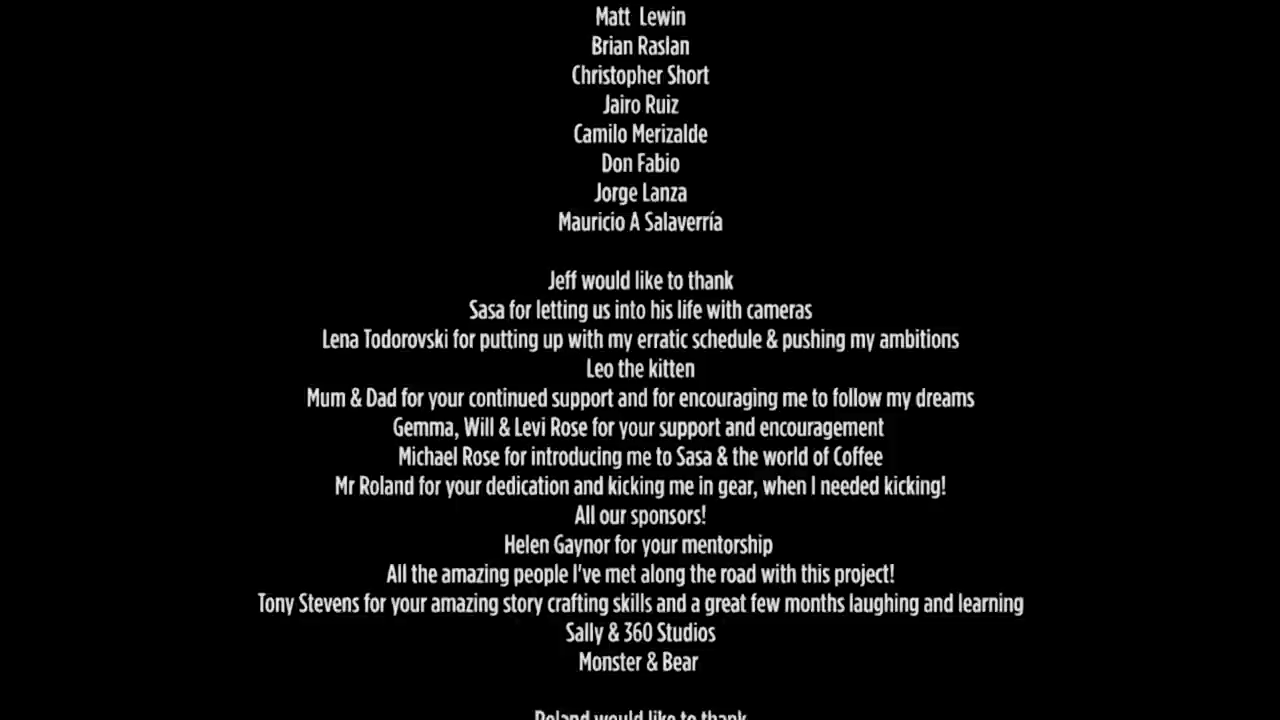 Matt Lewin
Brian Raslan
Christopher Short
Jairo Ruiz
Camilo Merizalde
Don Fabio
Jorge Lanza
Mauricio A Salaverría
Jeff would like to thank
Sasa for letting us into his life with cameras
Lena Todorovski for putting up with my erratic schedule & pushing my ambitions
Leo the kitten
Mum & Dad for your continued support and for encouraging me to follow my dreams
Gemma, Will & Levi Rose for your support and encouragement
Michael Rose for introducing me to Sasa & the world of Coffee
Mr Roland for your dedication and kicking me in gear, when I needed kicking!
All our sponsors!
Helen Gaynor for your mentorship
All the amazing people I've met along the road with this project!
Tony Stevens for your amazing story crafting skills and a great few months laughing and learning
Sally & 360 Studios
Monster & Bear
Roland would like to thank